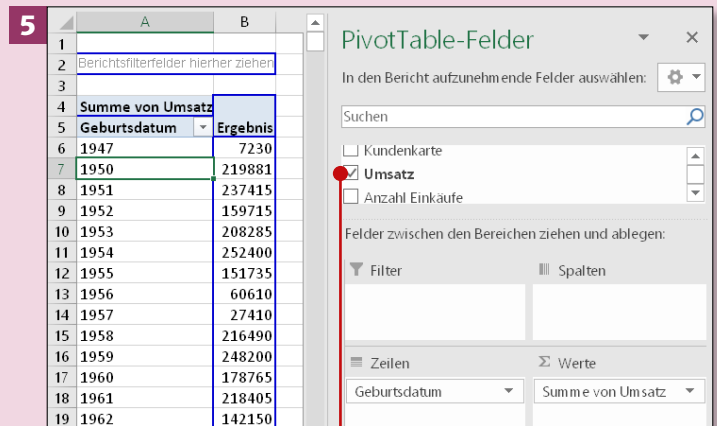 5
A B
1
2 Berichtsfilterfelder hierher ziehen
3
4 Summe von Umsatz
5 Geburtsdatum Ergebnis
6 1947 7230
7 1950 219881
8 1951 237415
9 1952 159715
10 1953 208285
11 1954 252400
12 1955 151735
13 1956 60610
14 1957 27410
15 1958 216490
16 1959 248200
17 1960 178765
18 1961 218405
19 1962 142150
PivotTable-Felder
In den Bericht aufzunehmende Felder auswählen:
Suchen
Kundenkarte
Umsatz
Anzahl Einkäufe
Felder zwischen den Bereichen ziehen und ablegen:
Filter
Spalten
Zeilen
Σ Werte
Geburtsdatum
Summe von Umsatz